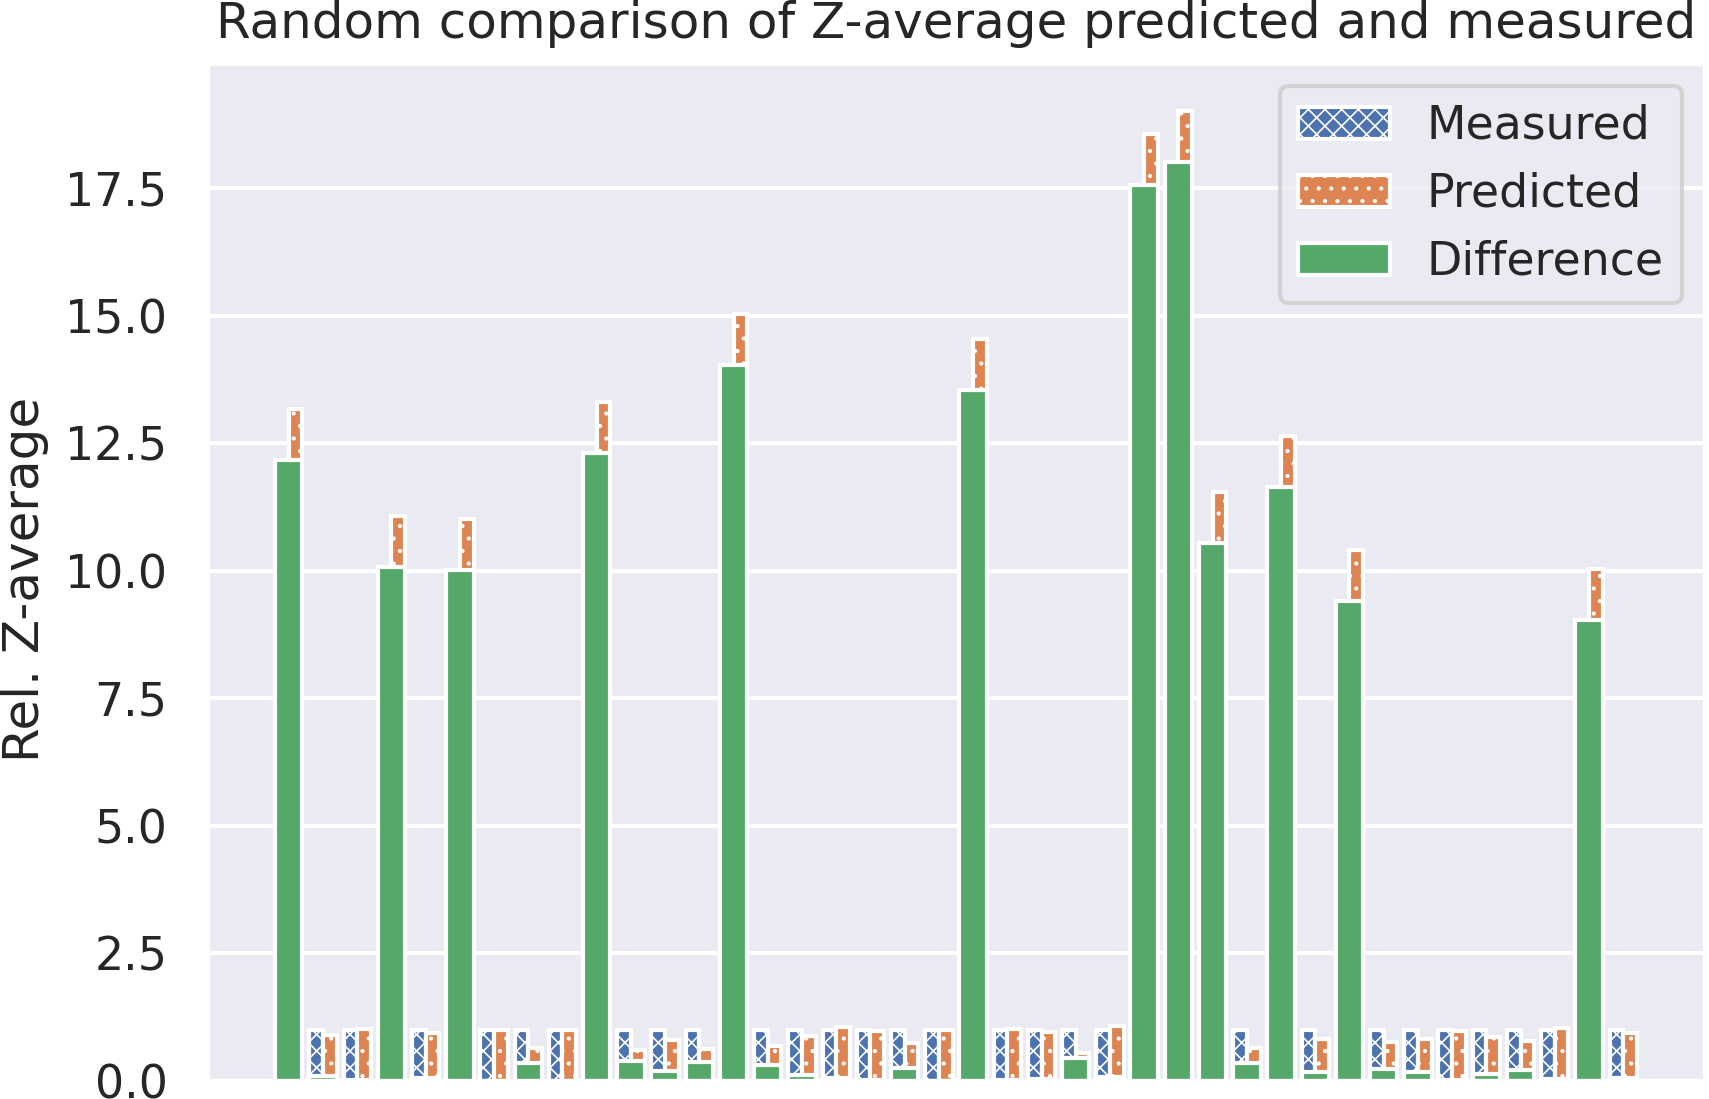 Random comparison of Z-average predicted and measured
Measured
Predicted
Difference
Rel. Z-average
17.5
15.0
12.5
10.0
7.5
5.0
2.5
0.0